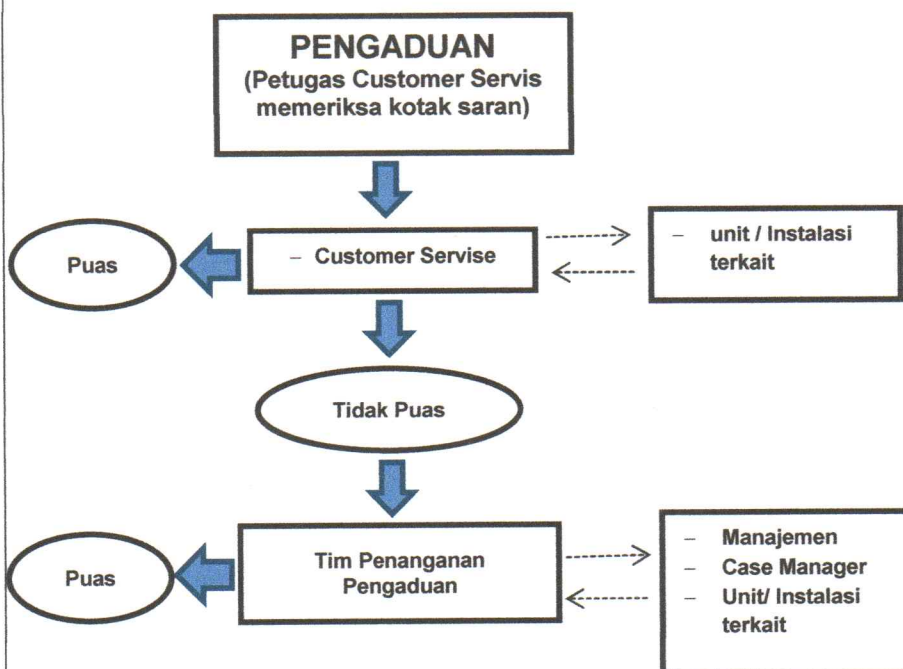 PENGADUAN
(Petugas Customer Servis
memeriksa kotak saran)
Puas
– Customer Servise
– unit / Instalasi
terkait
Tidak Puas
Puas
Tim Penanganan
Pengaduan
– Manajemen
– Case Manager
– Unit/ Instalasi
terkait